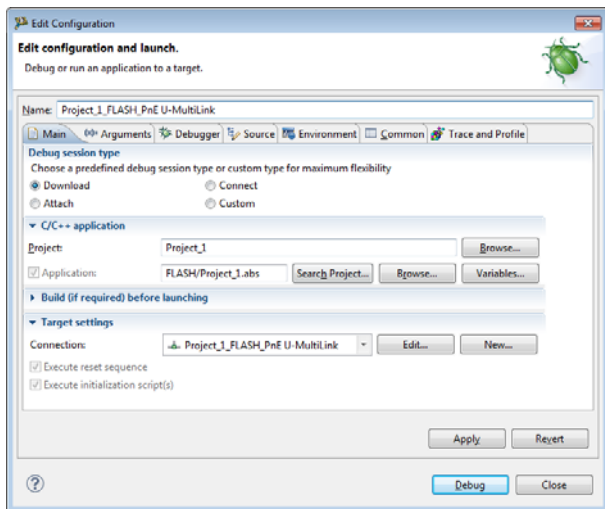 Edit Configuration
Edit configuration and launch.
Debug or run an application to a target.
Name: Project_1_FLASH_PnE U-MultiLink
Main Arguments Debugger Source Environment Common Trace and Profile
Debug session type
Choose a predefined debug session type or custom type for maximum flexibility
Download Connect
Attach Custom
C/C++ application
Project: Project_1 Browse...
Application: FLASH/Project_1.abs Search Project... Browse... Variables...
Build (if required) before launching
Target settings
Connection: Project_1_FLASH_PnE U-MultiLink Edit... New...
Execute reset sequence
Execute initialization script(s)
Apply Revert
? Debug Close